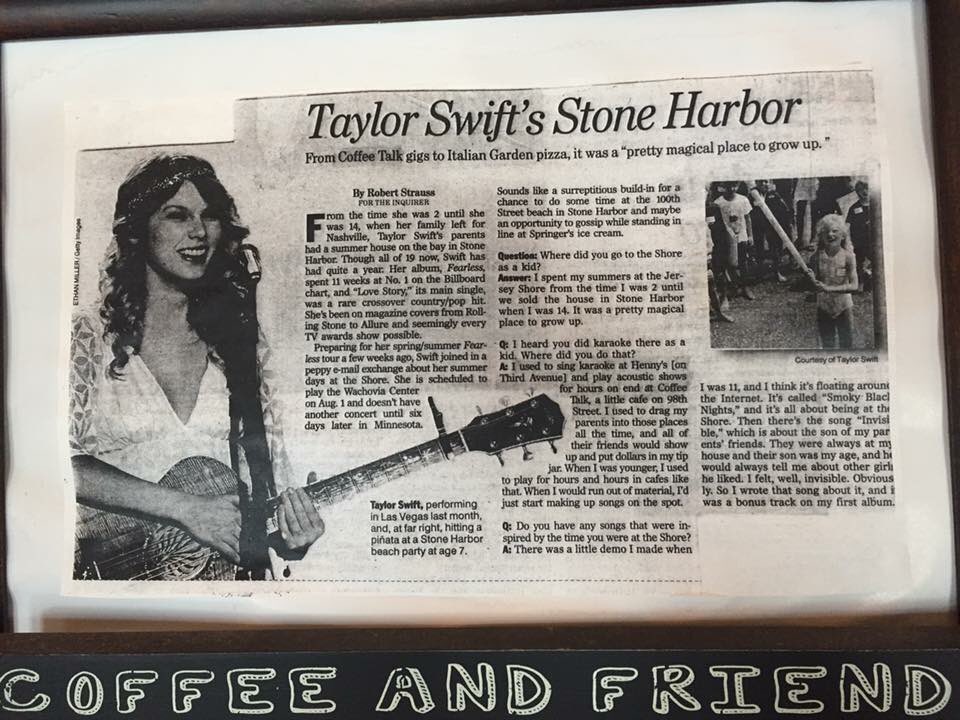 Taylor Swift's Stone Harbor
From Coffee Talk gigs to Italian Garden pizza, it was a "pretty magical place to grow up. "
ETHAN MILLER / Getty Images
By Robert Strauss
FOR THE INQUIRER
From the time she was 2 until she
was 14, when her family left for
Nashville, Taylor Swift's parents
had a summer house on the bay in Stone
Harbor. Though all of 19 now, Swift has
had quite a year: Her album, Fearless,
spent 11 weeks at No. 1 on the Billboard
chart, and "Love Story," its main single,
was a rare crossover country/pop hit.
She's been on magazine covers from Roll-
ing Stone to Allure and seemingly every
TV awards show possible.
Preparing for her spring/summer Fear-
less tour a few weeks ago, Swift joined in a
peppy e-mail exchange about her summer
days at the Shore. She is scheduled to
play the Wachovia Center
on Aug. 1 and doesn't have
another concert until six
days later in Minnesota.
Taylor Swift, performing
in Las Vegas last month,
and, at far right, hitting a
piñata at a Stone Harbor
beach party at age 7.
Sounds like a surreptitious build-in for a
chance to do some time at the 100th
Street beach in Stone Harbor and maybe
an opportunity to gossip while standing in
line at Springer's ice cream.
Question: Where did you go to the Shore
as a kid?
Answer: I spent my summers at the Jer-
sey Shore from the time I was 2 until
we sold the house in Stone Harbor
when I was 14. It was a pretty magical
place to grow up.
Q: I heard you did karaoke there as a
kid. Where did you do that?
A: I used to sing karaoke at Henny's [on
Third Avenue] and play acoustic shows
for hours on end at Coffee
Talk, a little cafe on 98th
Street. I used to drag my
parents into those places
all the time, and all of
their friends would show
up and put dollars in my tip
jar. When I was younger, I used
to play for hours and hours in cafes like
that. When I would run out of material, I'd
just start making up songs on the spot.
Q: Do you have any songs that were in-
spired by the time you were at the Shore?
A: There was a little demo I made when
Courtesy of Taylor Swift
I was 11, and I think it's floating around
the Internet. It's called "Smoky Blacl
Nights," and it's all about being at the
Shore. Then there's the song "Invisi
ble," which is about the son of my par
ents' friends. They were always at my
house and their son was my age, and he
would always tell me about other girls
he liked. I felt, well, invisible. Obvious
ly. So I wrote that song about it, and i
was a bonus track on my first album.
COFFEE AND FRIEND